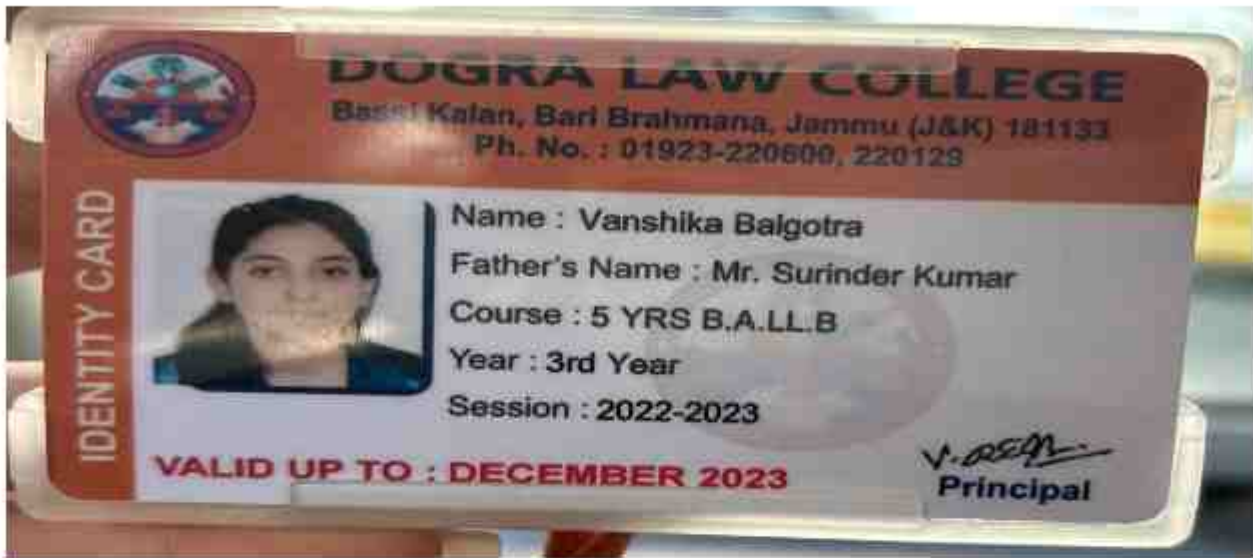 DOGRA LAW COLLEGE
Bassi Kalan, Bari Brahmana, Jammu (J&K) 181133
Ph. No. : 01923-220600, 220129
IDENTITY CARD
Name : Vanshika Balgotra
Father's Name : Mr. Surinder Kumar
Course : 5 YRS B.A.LL.B
Year : 3rd Year
Session : 2022-2023
VALID UP TO : DECEMBER 2023
Principal